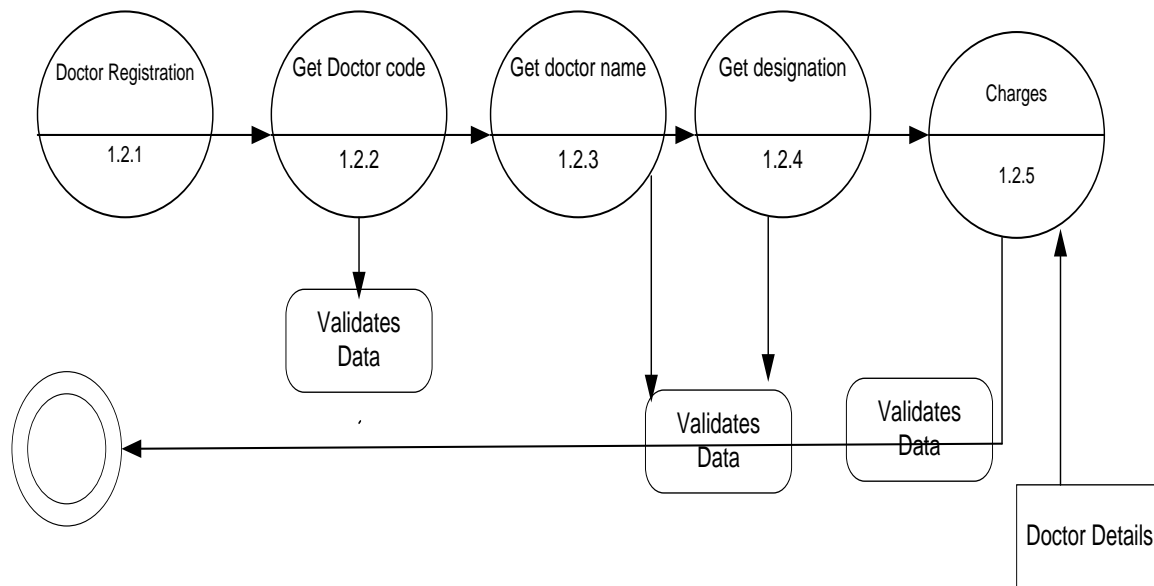 Doctor Registration
1.2.1
Get Doctor code
1.2.2
Get doctor name
1.2.3
Get designation
1.2.4
Charges
1.2.5
Validates
Data
Validates
Data
Validates
Data
Doctor Details